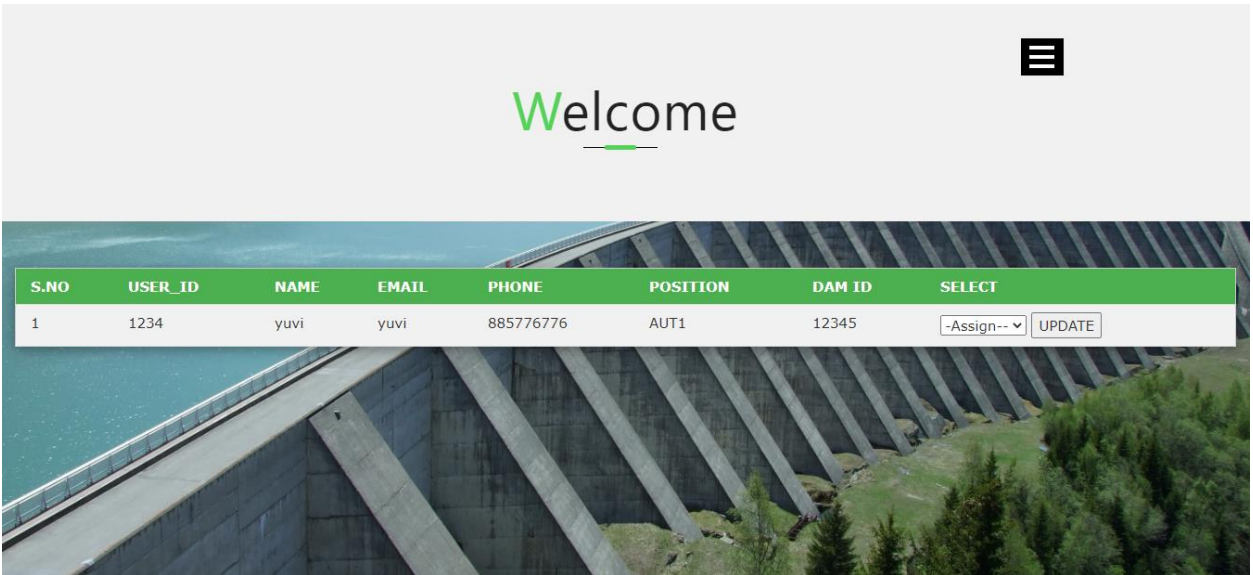 Welcome
S.NO USER_ID NAME EMAIL PHONE POSITION DAM ID SELECT
1 1234 yuvi yuvi 885776776 AUT1 12345 -Assign-- UPDATE